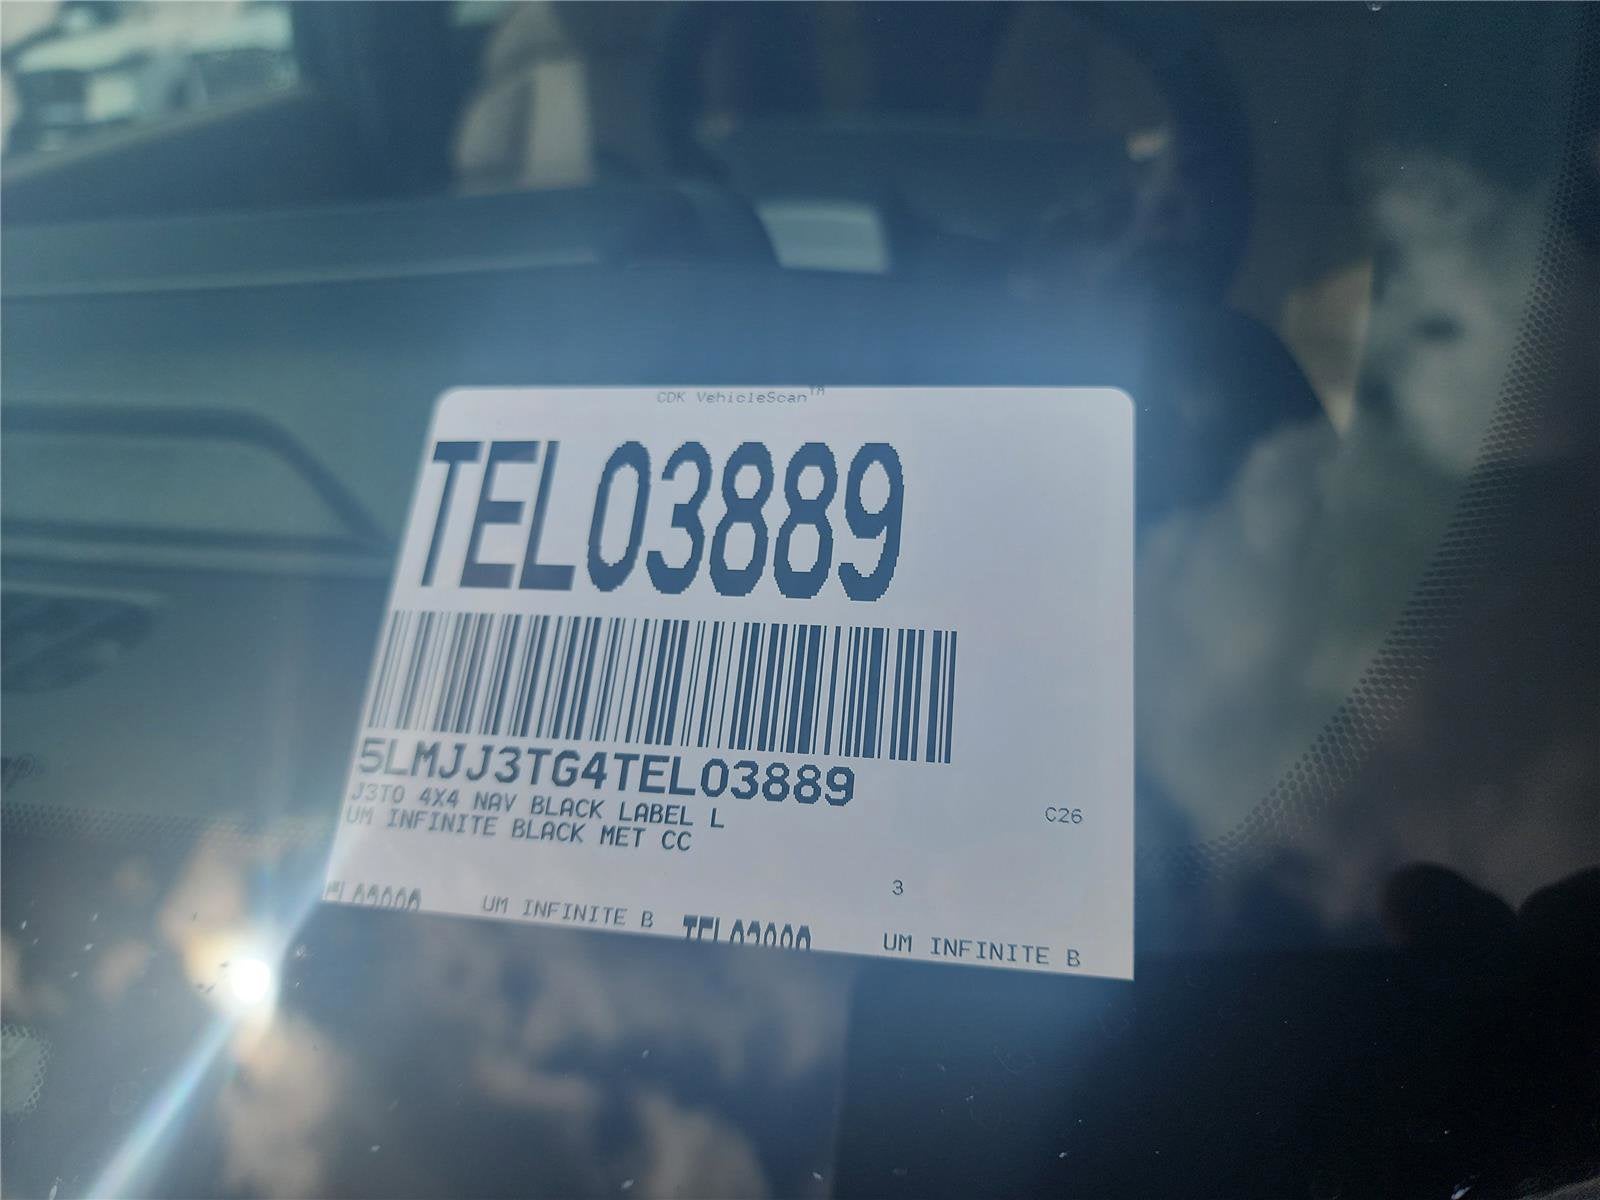 CDK VehicleScan™
TEL03889
5LMJJ3TG4TEL03889
J3T0 4X4 NAV BLACK LABEL L
UM INFINITE BLACK MET CC
C26
3
UM INFINITE B
UM INFINITE B